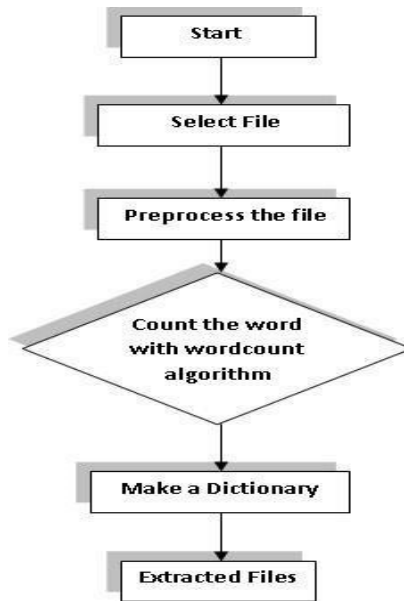 Start
Select File
Preprocess the file
Count the word
with wordcount
algorithm
Make a Dictionary
Extracted Files